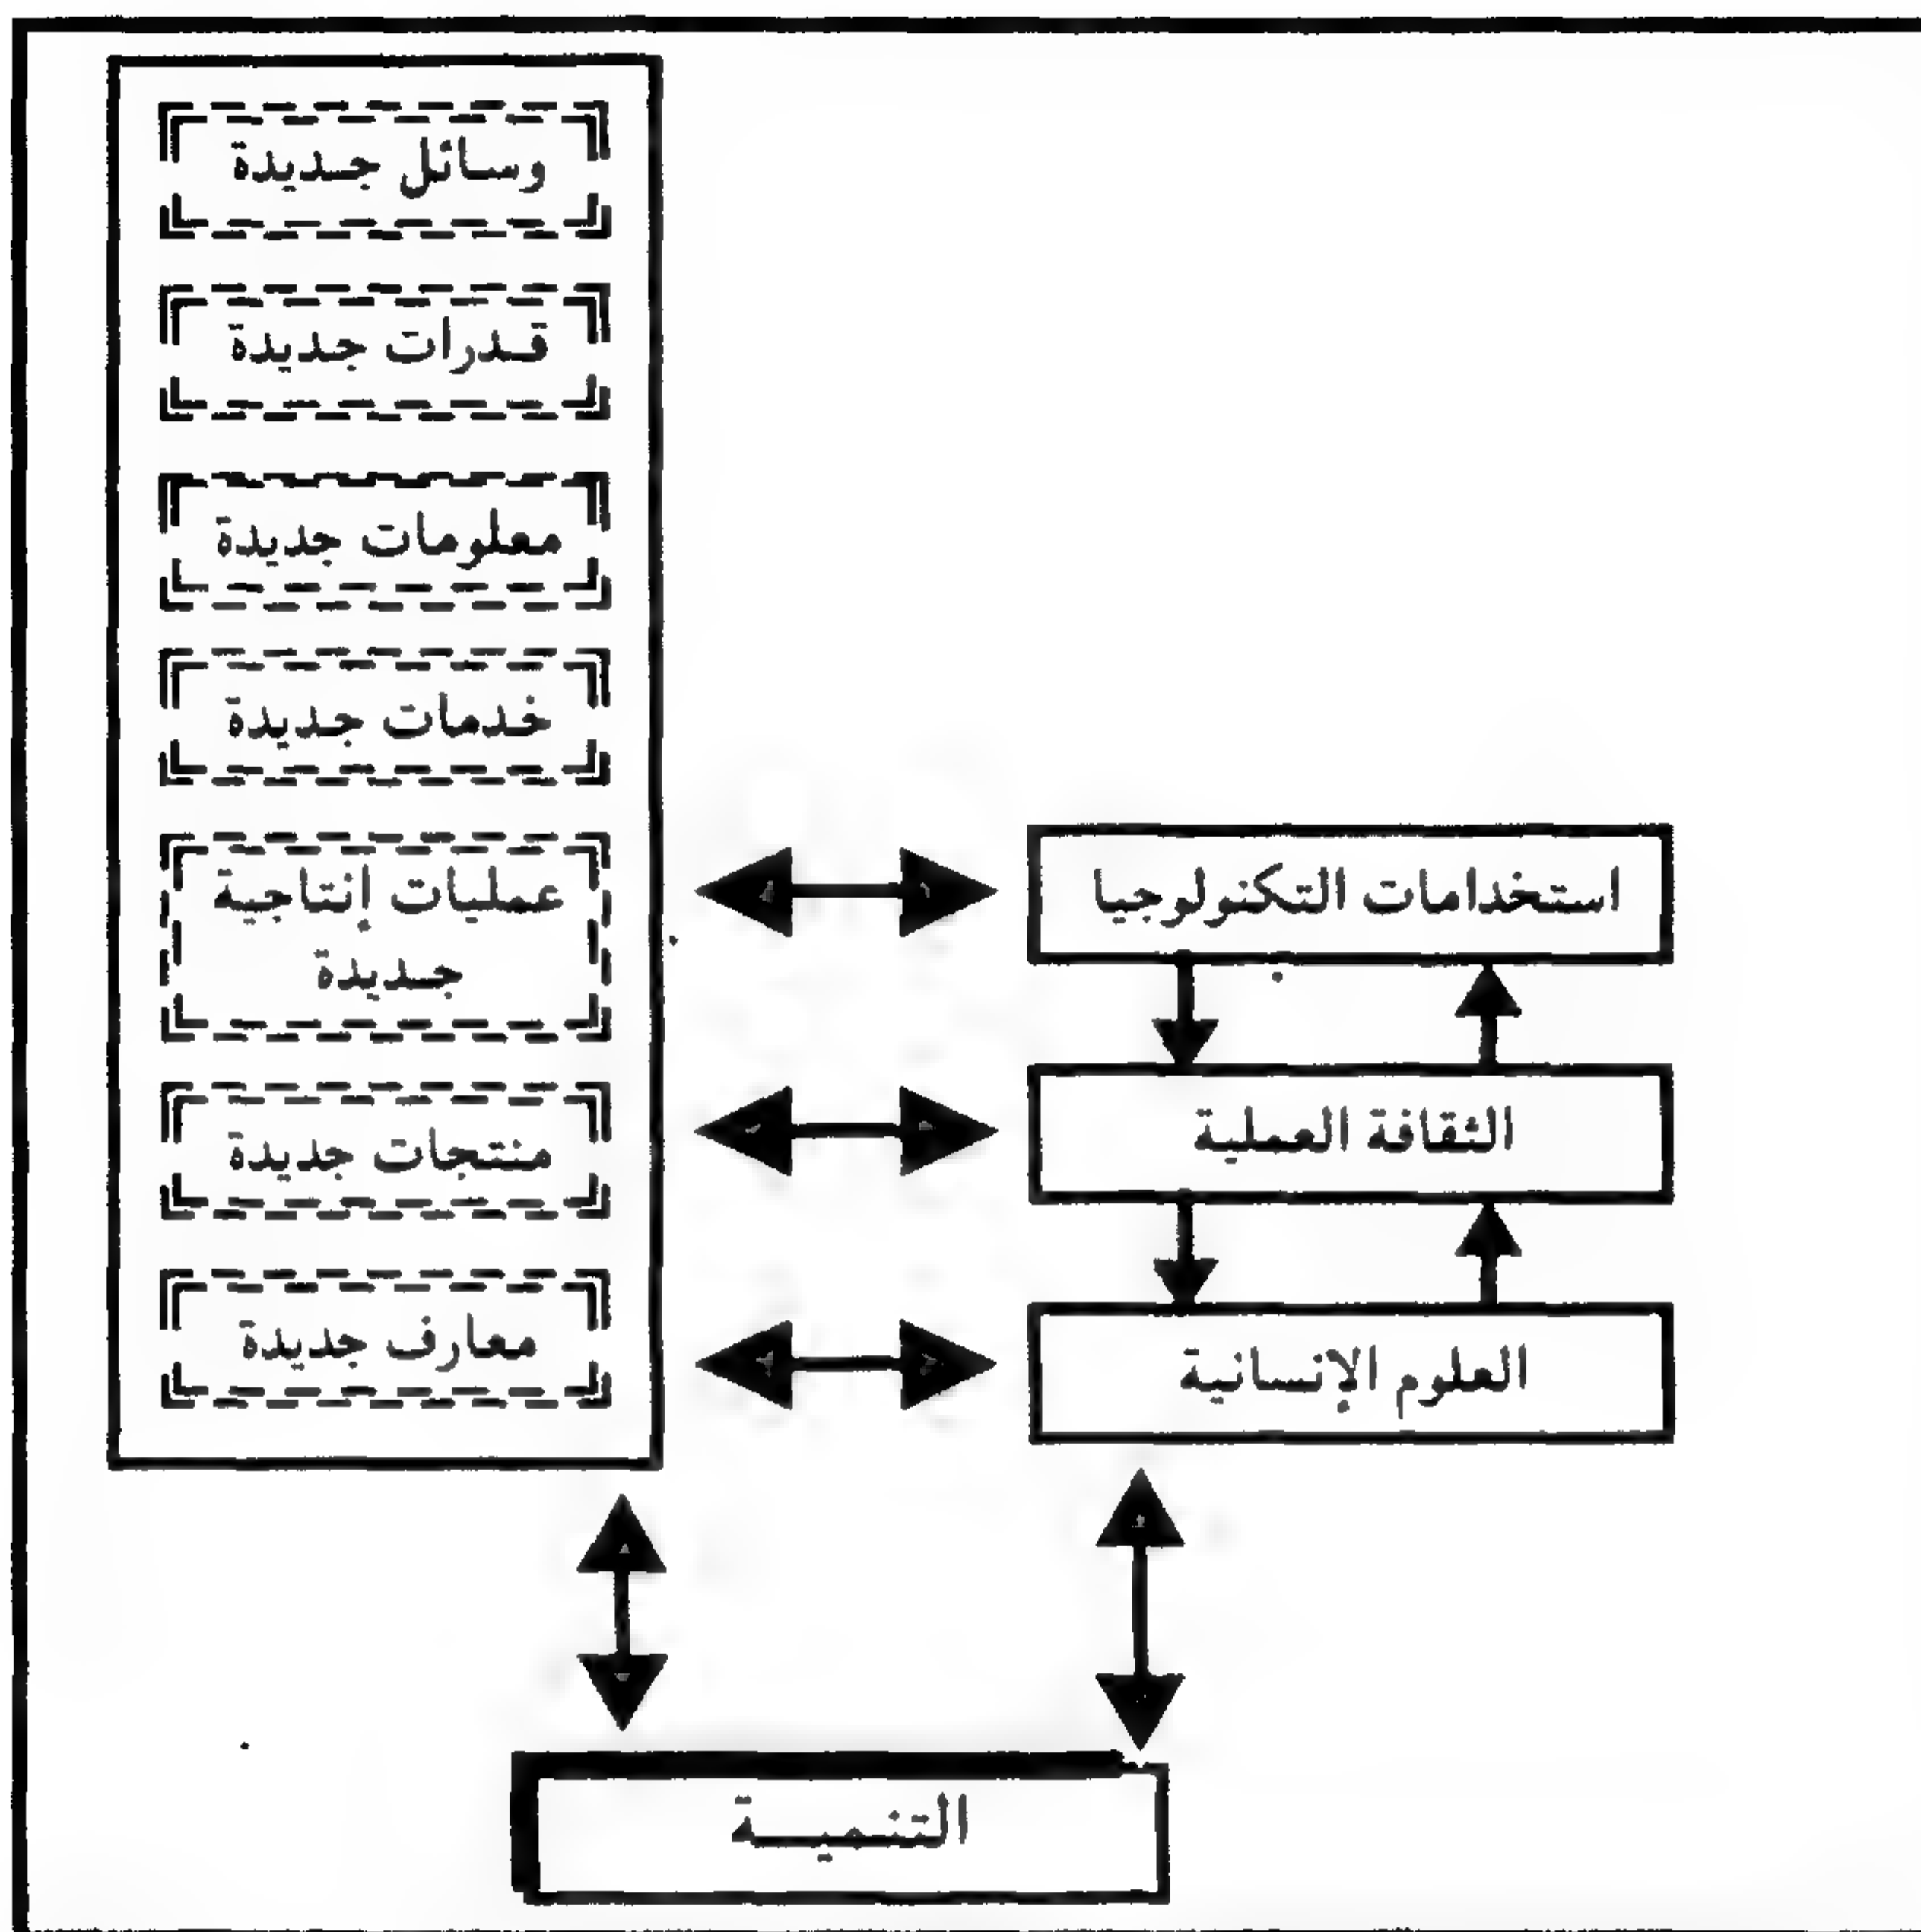 وسائل جديدة
قدرات جديدة
معلومات جديدة
خدمات جديدة
عمليات إنتاجية
جديدة
منتجات جديدة
معارف جديدة
استخدامات التكنولوجيا
الثقافة العملية
العلوم الإنسانية
التنمية